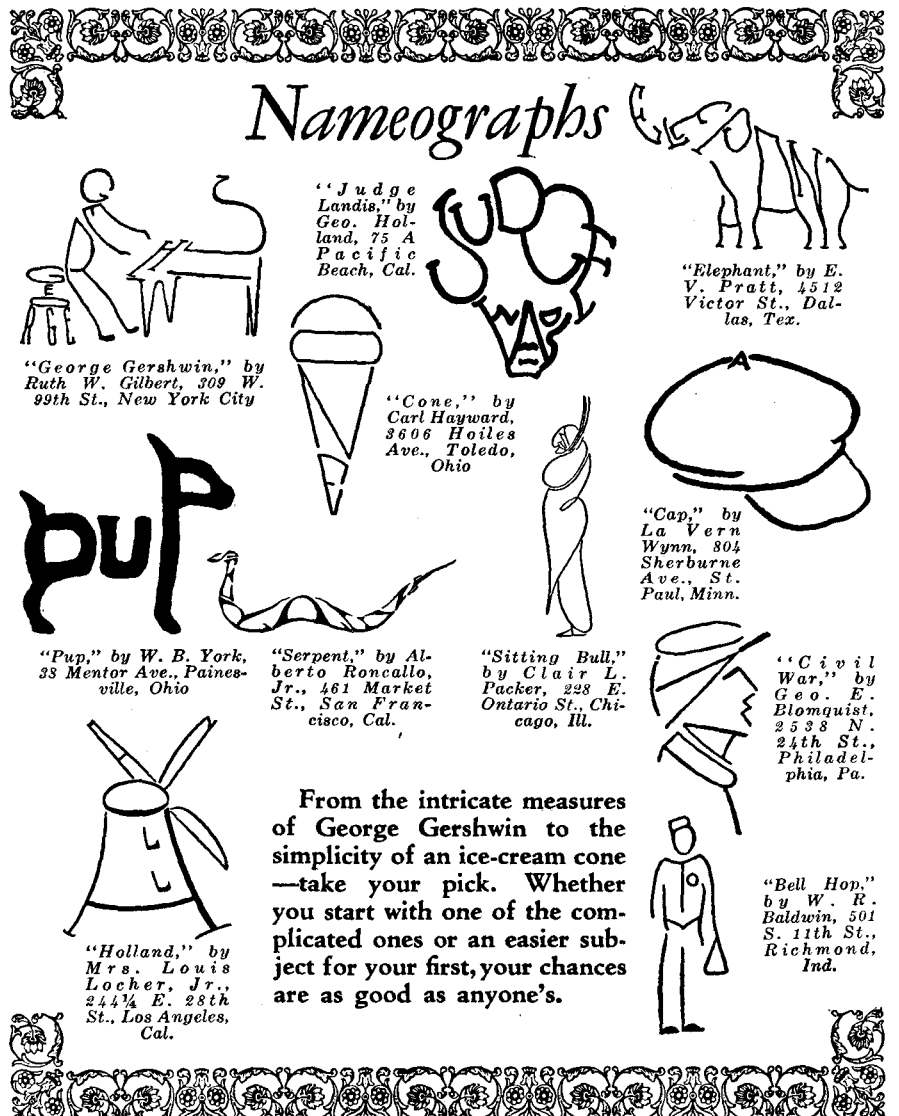 Nameographs
"Judge
Landis," by
Geo. Hol-
land, 75 A
Pacific
Beach, Cal.
JUDGE
"Elephant," by E.
V. Pratt, 4512
Victor St., Dal-
las, Tex.
"George Gershwin," by
Ruth W. Gilbert, 309 W.
99th St., New York City
"Cone," by
Carl Hayward,
3606 Hoiles
Ave., Toledo,
Ohio
"Cap," by
La Vern
Wynn, 804
Sherburne
Ave., St.
Paul, Minn.
PUP
"Pup," by W. B. York,
38 Mentor Ave., Paines-
ville, Ohio
"Serpent," by Al-
berto Roncallo,
Jr., 461 Market
St., San Fran-
cisco, Cal.
"Sitting Bull,"
by Clair L.
Packer, 228 E.
Ontario St., Chi-
cago, Ill.
"Civil
War," by
Geo. E.
Blomquist,
2538 N.
24th St.,
Philadel-
phia, Pa.
From the intricate measures
of George Gershwin to the
simplicity of an ice-cream cone
—take your pick. Whether
you start with one of the com-
plicated ones or an easier sub-
ject for your first, your chances
are as good as anyone's.
"Bell Hop,"
by W. R.
Baldwin, 501
S. 11th St.,
Richmond,
Ind.
"Holland," by
Mrs. Louis
Locher, Jr.,
244¼ E. 28th
St., Los Angeles,
Cal.